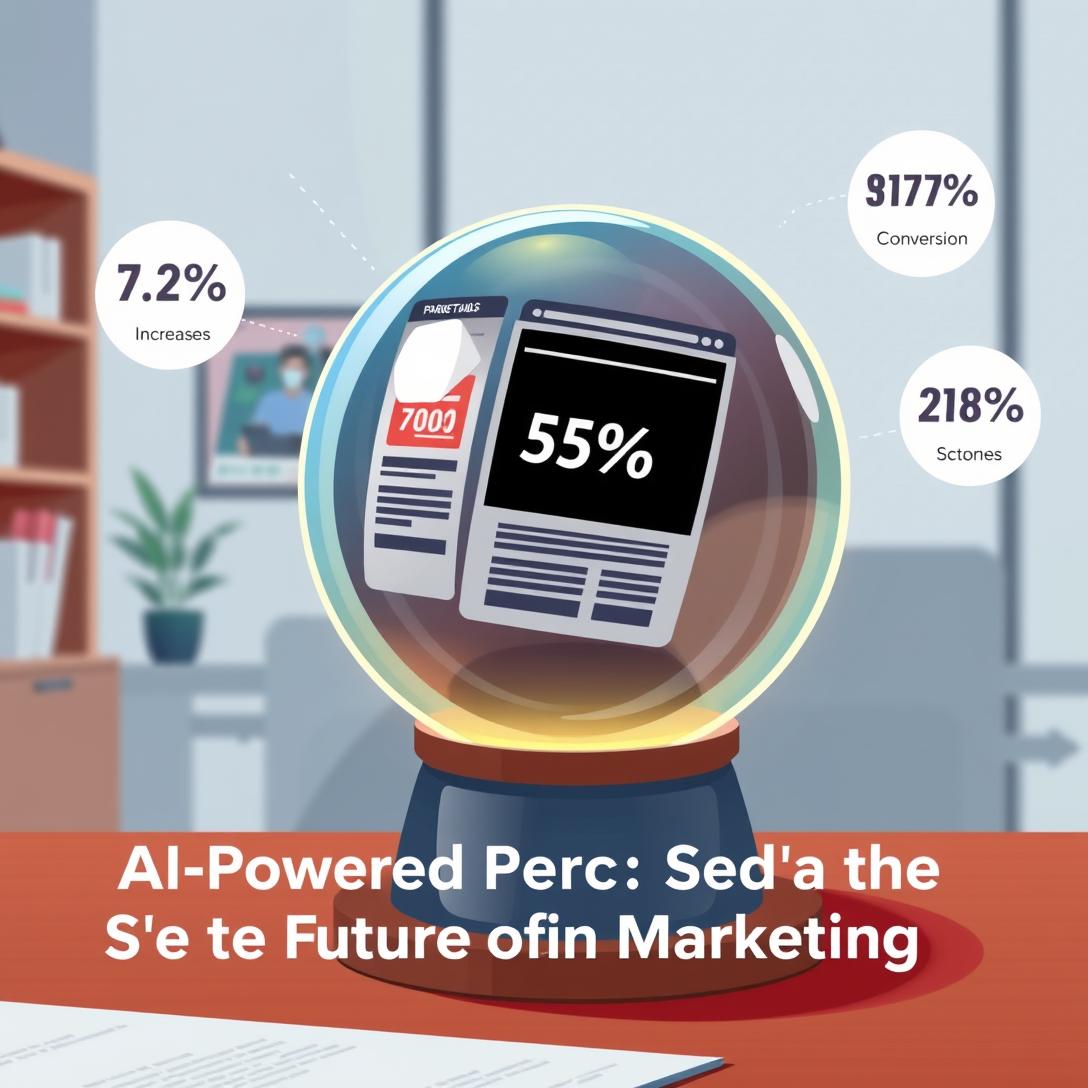 9177%
Conversion
7.2%
Increases
7000
55%
218%
Sctones
AI-Powered Perc: Sed'a the
S'e te Future ofin Marketing